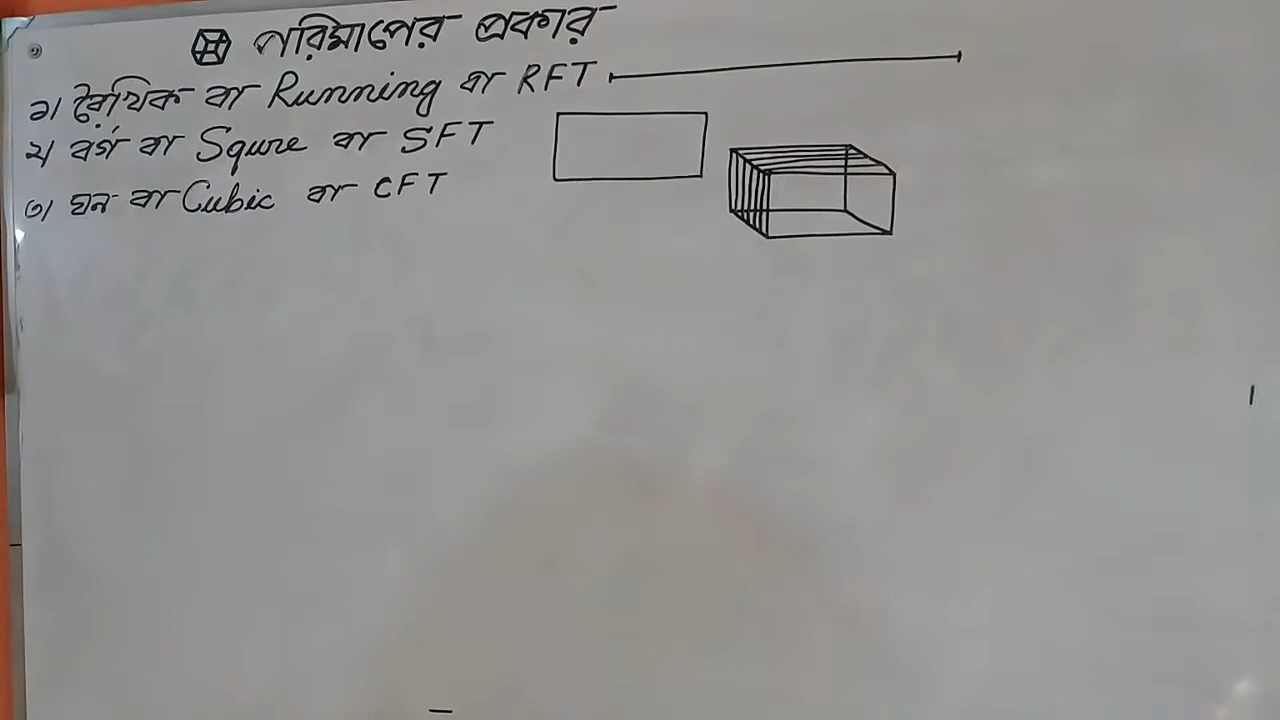 পরিমাপের প্রকার
১। রৈখিক বা Running বা RFT
২। বর্গ বা Squre বা SFT
৩। ঘন বা Cubic বা CFT